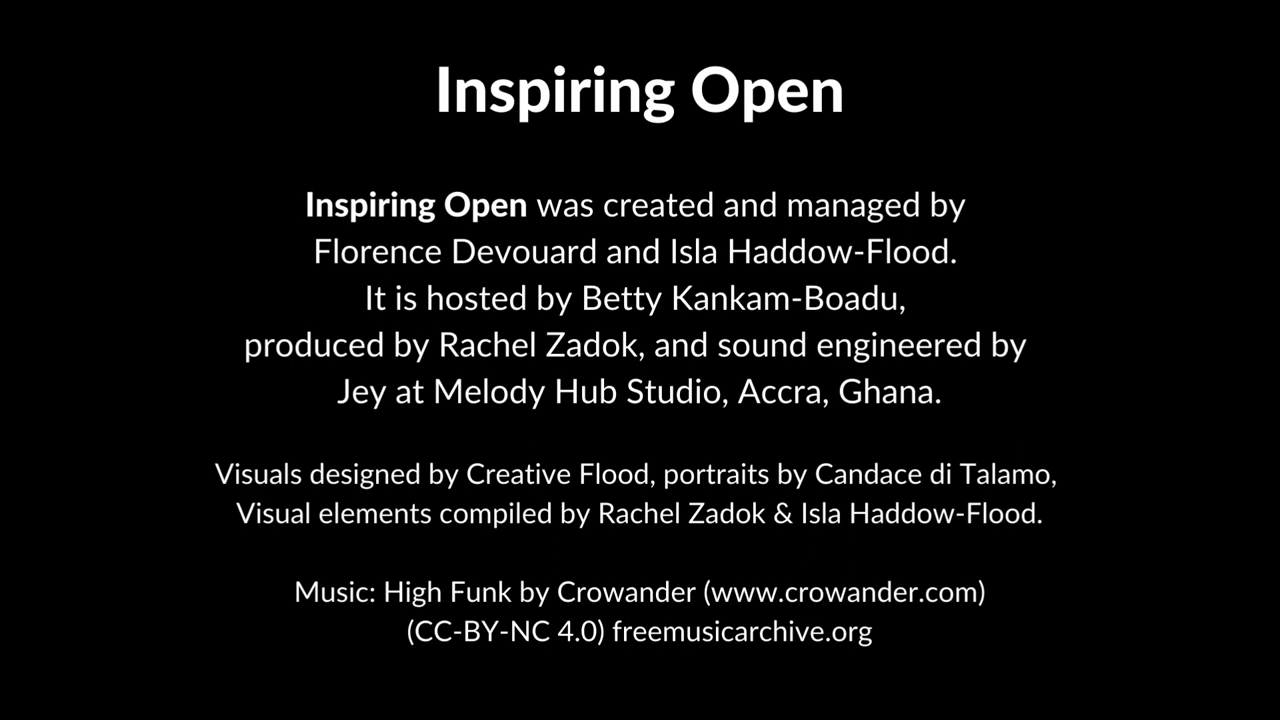 Inspiring Open
Inspiring Open was created and managed by
Florence Devouard and Isla Haddow-Flood.
It is hosted by Betty Kankam-Boadu,
produced by Rachel Zadok, and sound engineered by
Jey at Melody Hub Studio, Accra, Ghana.
Visuals designed by Creative Flood, portraits by Candace di Talamo,
Visual elements compiled by Rachel Zadok & Isla Haddow-Flood.
Music: High Funk by Crowander (www.crowander.com)
(CC-BY-NC 4.0) freemusicarchive.org